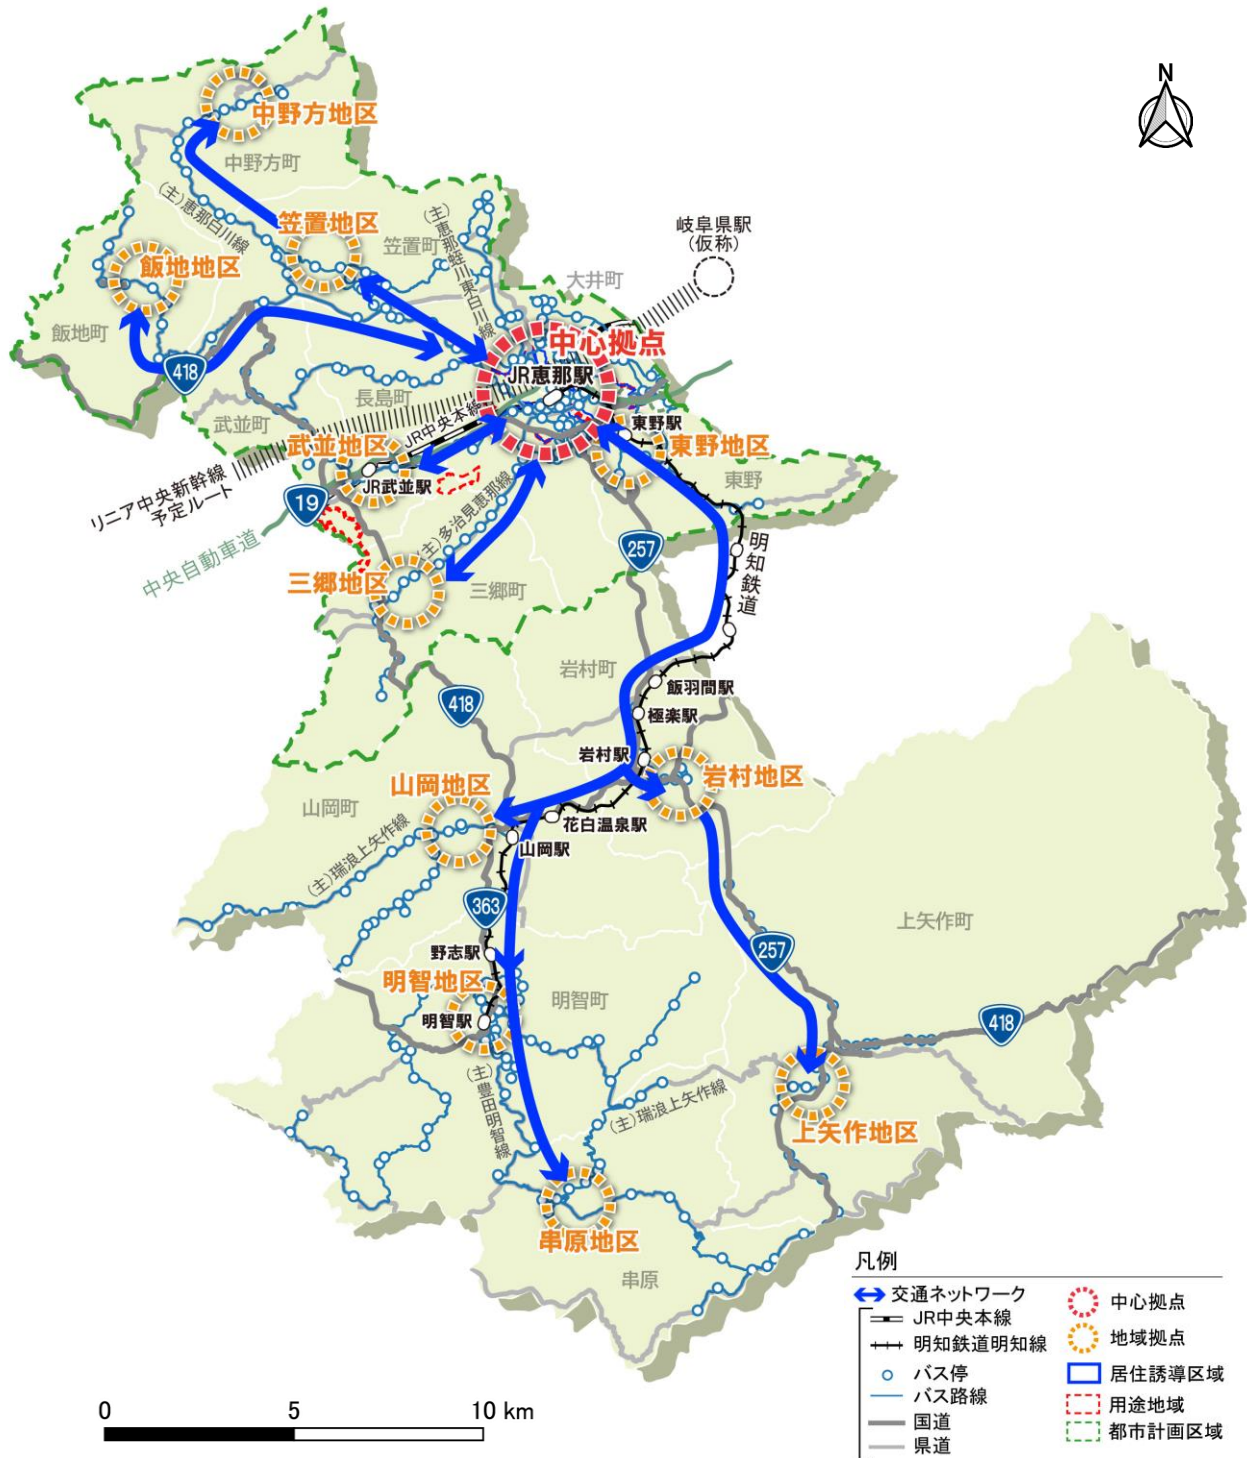 N
中野方地区
中野方町
(主)恵那白川線
笠置地区
笠置町
(主)恵那蛭川東白川線
岐阜県駅
(仮称)
大井町
飯地地区
飯地町
418
中心拠点
JR恵那駅
長島町
武並町
JR中央本線
武並地区
JR武並駅
東野駅
東野地区
東野
リニア中央新幹線
予定ルート
19
中央自動車道
(主)多治見恵那線
257
明知鉄道
三郷地区
三郷町
岩村町
飯羽間駅
418
極楽駅
岩村駅
岩村地区
山岡地区
山岡町
花白温泉駅
山岡駅
(主)瑞浪上矢作線
363
上矢作町
野志駅
257
明智地区
明智町
明智駅
418
(主)豊田明智線
(主)瑞浪上矢作線
上矢作地区
串原地区
串原
凡例
交通ネットワーク
JR中央本線
明知鉄道明知線
バス停
バス路線
国道
県道
中心拠点
地域拠点
居住誘導区域
用途地域
都市計画区域
0 5 10 km